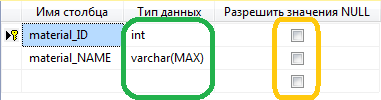 Имя столбца Тип данных Разрешить значения NULL
material_ID int
material_NAME varchar(MAX)